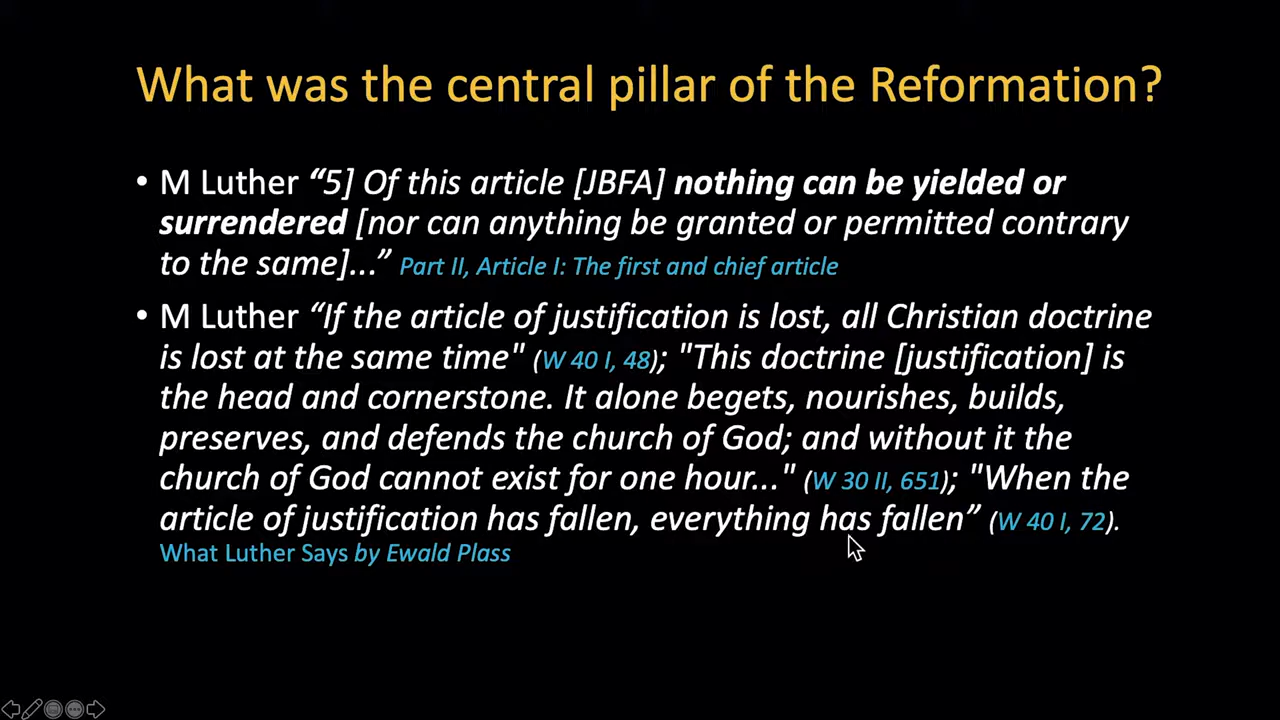 What was the central pillar of the Reformation?
• M Luther “5] Of this article [JBFA] nothing can be yielded or
surrendered [nor can anything be granted or permitted contrary
to the same]...” Part II, Article I: The first and chief article
• M Luther “If the article of justification is lost, all Christian doctrine
is lost at the same time" (W 40 I, 48); "This doctrine [justification] is
the head and cornerstone. It alone begets, nourishes, builds,
preserves, and defends the church of God; and without it the
church of God cannot exist for one hour..." (W 30 II, 651); "When the
article of justification has fallen, everything has fallen” (W 40 I, 72).
What Luther Says by Ewald Plass